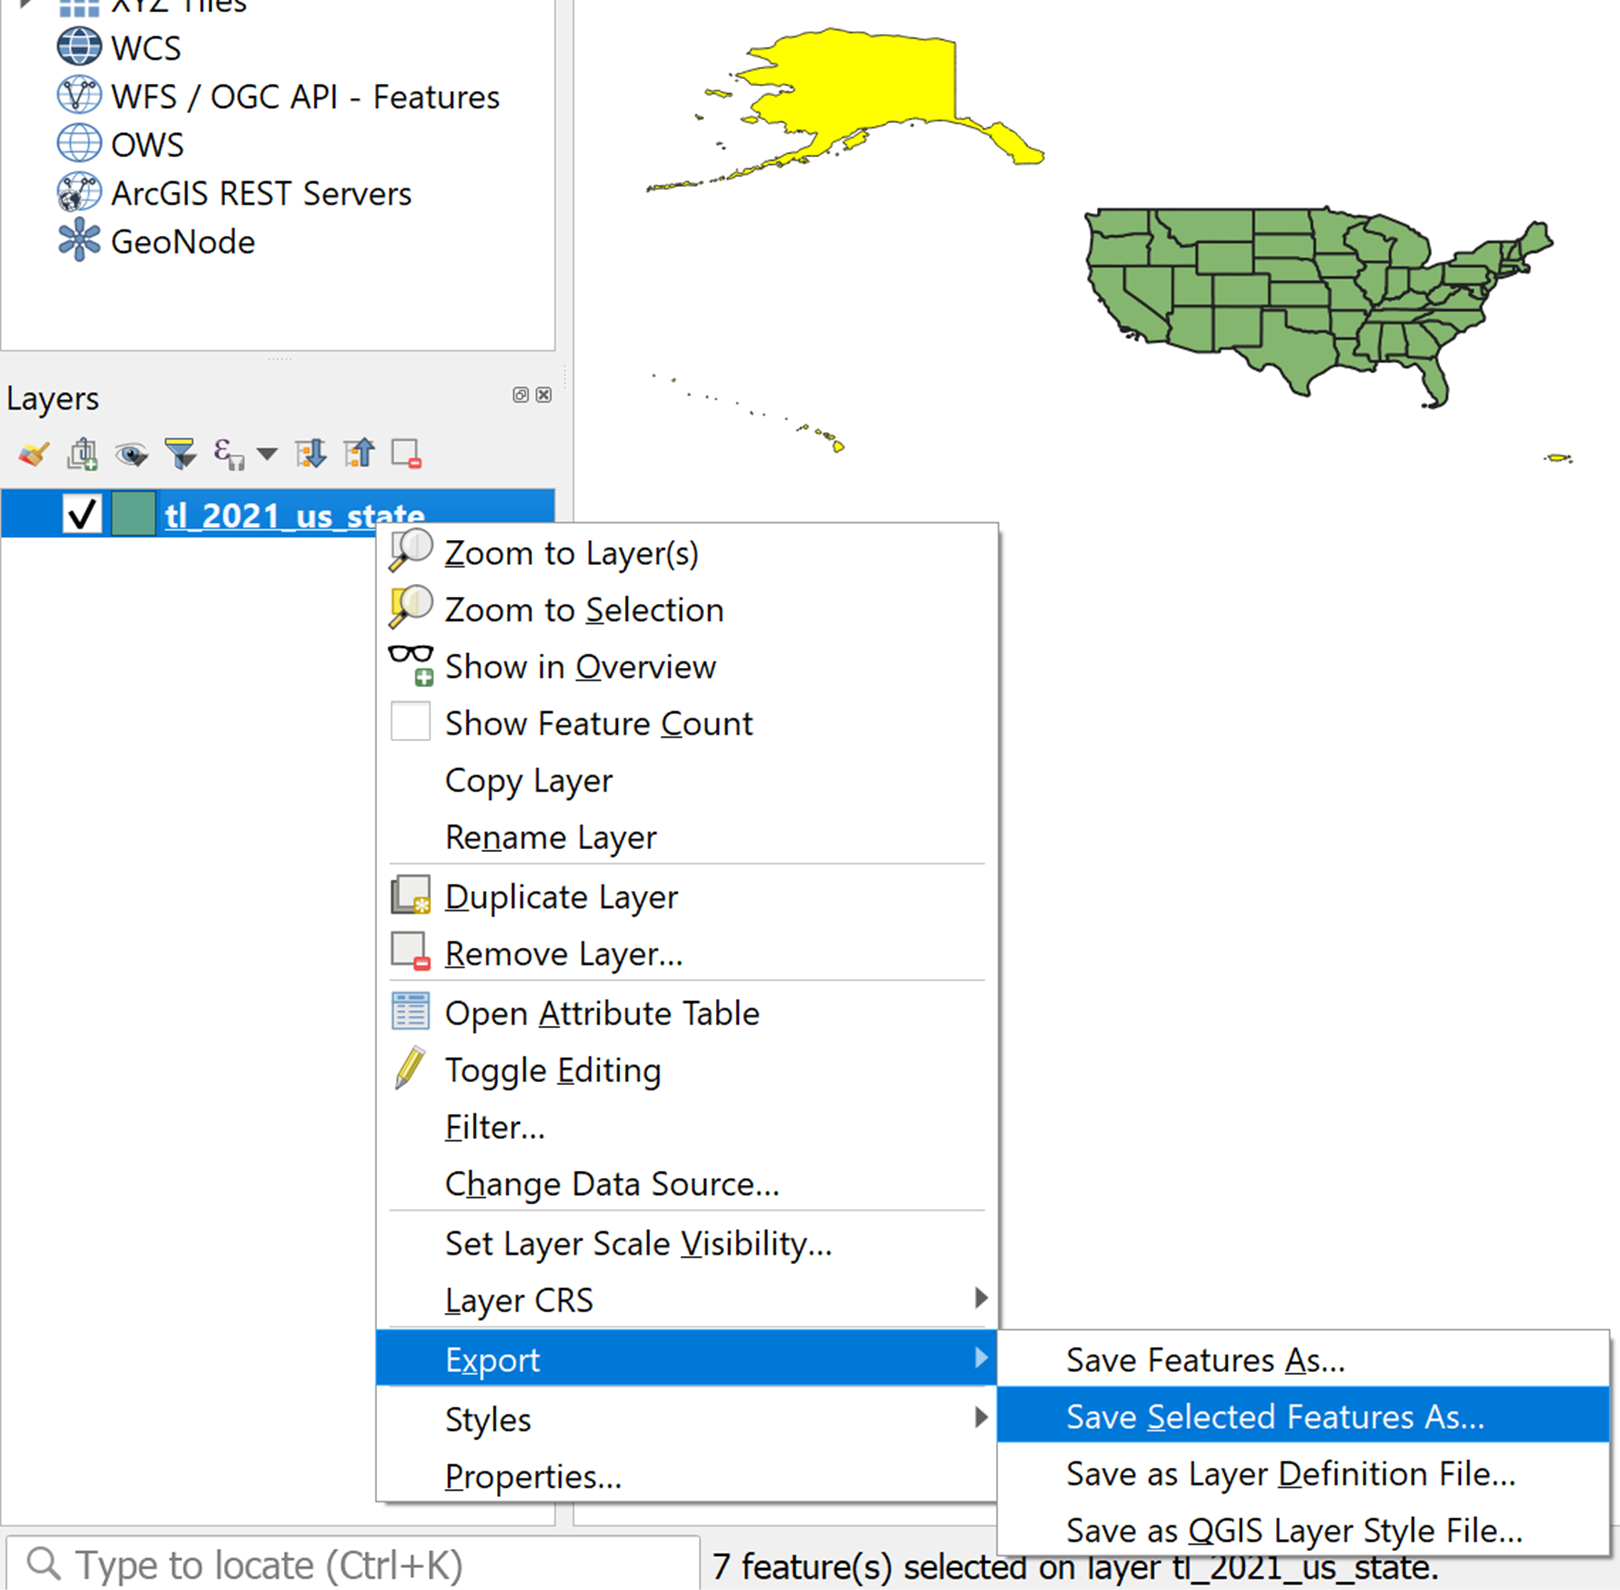 XYZ Tiles
WCS
WFS / OGC API - Features
OWS
ArcGIS REST Servers
GeoNode
Layers
tl_2021_us_state
Zoom to Layer(s)
Zoom to Selection
Show in Overview
Show Feature Count
Copy Layer
Rename Layer
Duplicate Layer
Remove Layer...
Open Attribute Table
Toggle Editing
Filter...
Change Data Source...
Set Layer Scale Visibility...
Layer CRS
Export
Styles
Properties...
Save Features As...
Save Selected Features As...
Save as Layer Definition File...
Save as QGIS Layer Style File...
Type to locate (Ctrl+K)
7 feature(s) selected on layer tl_2021_us_state.